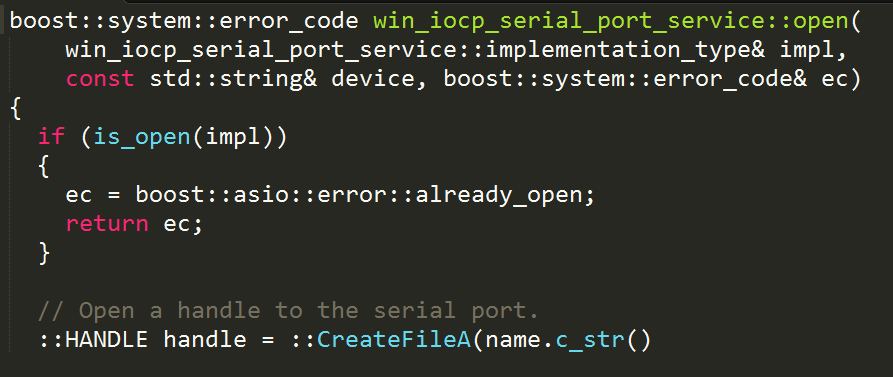 boost::system::error_code win_iocp_serial_port_service::open(
    win_iocp_serial_port_service::implementation_type& impl,
    const std::string& device, boost::system::error_code& ec)
{
  if (is_open(impl))
  {
    ec = boost::asio::error::already_open;
    return ec;
  }

  // Open a handle to the serial port.
  ::HANDLE handle = ::CreateFileA(name.c_str()